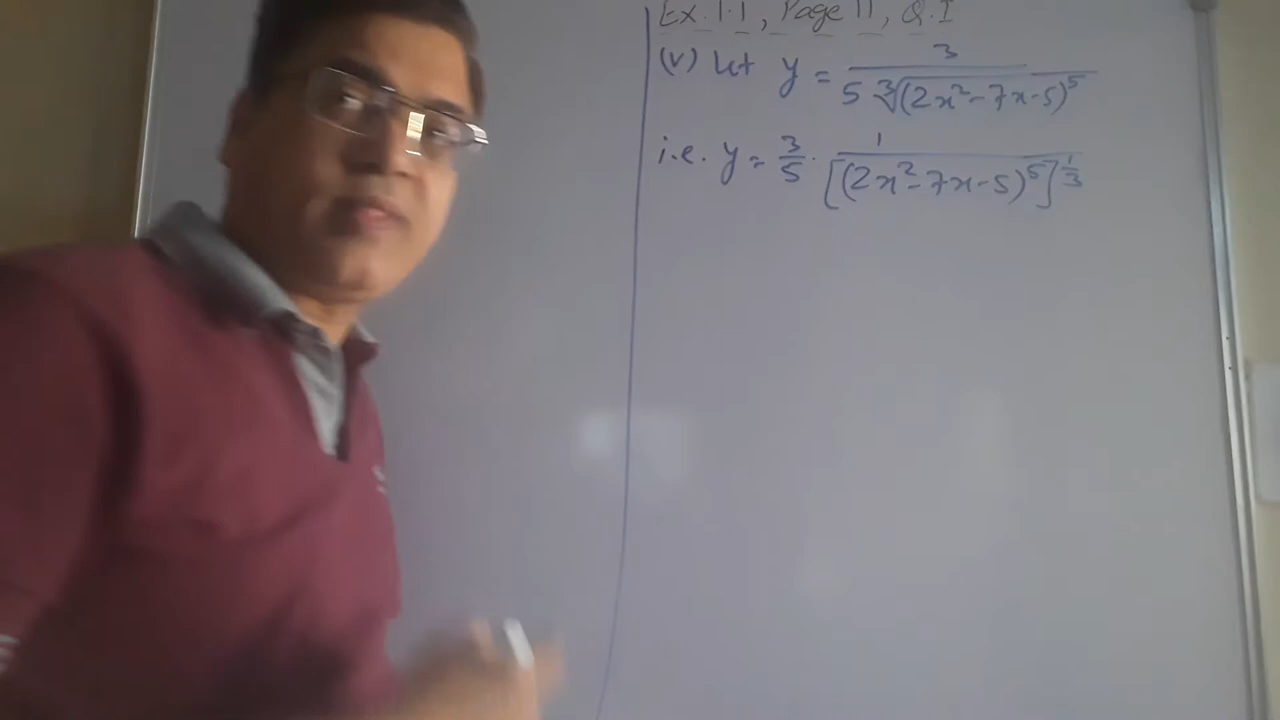 Ex. 1.1, Page 11, Q. I
(v) Let y = 3 / 5 ∛(2x²-7x-5)⁵
i.e. y = 3/5 · 1 / [(2x²-7x-5)⁵]^1/3